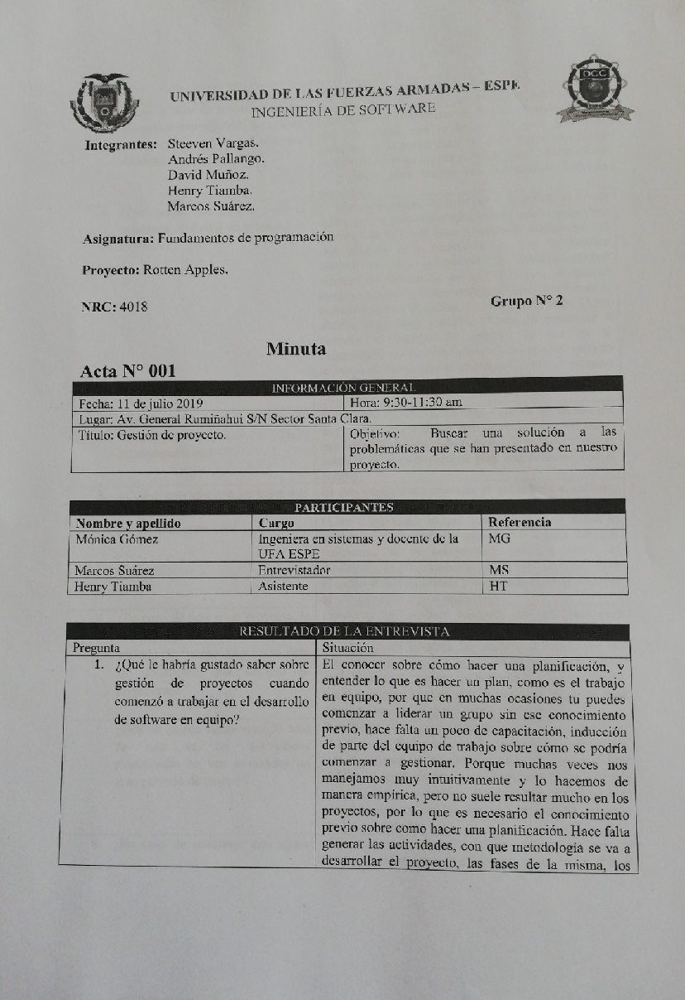 UNIVERSIDAD DE LAS FUERZAS ARMADAS – ESPE
INGENIERÍA DE SOFTWARE
DCC
Integrantes: Steeven Vargas.
Andrés Pallango.
David Muñoz.
Henry Tiamba.
Marcos Suárez.
Asignatura: Fundamentos de programación
Proyecto: Rotten Apples.
NRC: 4018
Grupo N° 2
Minuta
Acta N° 001
INFORMACIÓN GENERAL
Fecha: 11 de julio 2019
Hora: 9:30-11:30 am
Lugar: Av. General Rumiñahui S/N Sector Santa Clara.
Título: Gestión de proyecto.
Objetivo: Buscar una solución a las
problemáticas que se han presentado en nuestro
proyecto.
PARTICIPANTES
Nombre y apellido Cargo Referencia
Mónica Gómez Ingeniera en sistemas y docente de la MG
UFA ESPE
Marcos Suárez Entrevistador MS
Henry Tiamba Asistente HT
RESULTADO DE LA ENTREVISTA
Pregunta Situación
1. ¿Qué le habría gustado saber sobre
gestión de proyectos cuando
comenzó a trabajar en el desarrollo
de software en equipo?
El conocer sobre cómo hacer una planificación, y
entender lo que es hacer un plan, como es el trabajo
en equipo, por que en muchas ocasiones tu puedes
comenzar a liderar un grupo sin ese conocimiento
previo, hace falta un poco de capacitación, inducción
de parte del equipo de trabajo sobre cómo se podría
comenzar a gestionar. Porque muchas veces nos
manejamos muy intuitivamente y lo hacemos de
manera empírica, pero no suele resultar mucho en los
proyectos, por lo que es necesario el conocimiento
previo sobre como hacer una planificación. Hace falta
generar las actividades, con que metodología se va a
desarrollar el proyecto, las fases de la misma, los